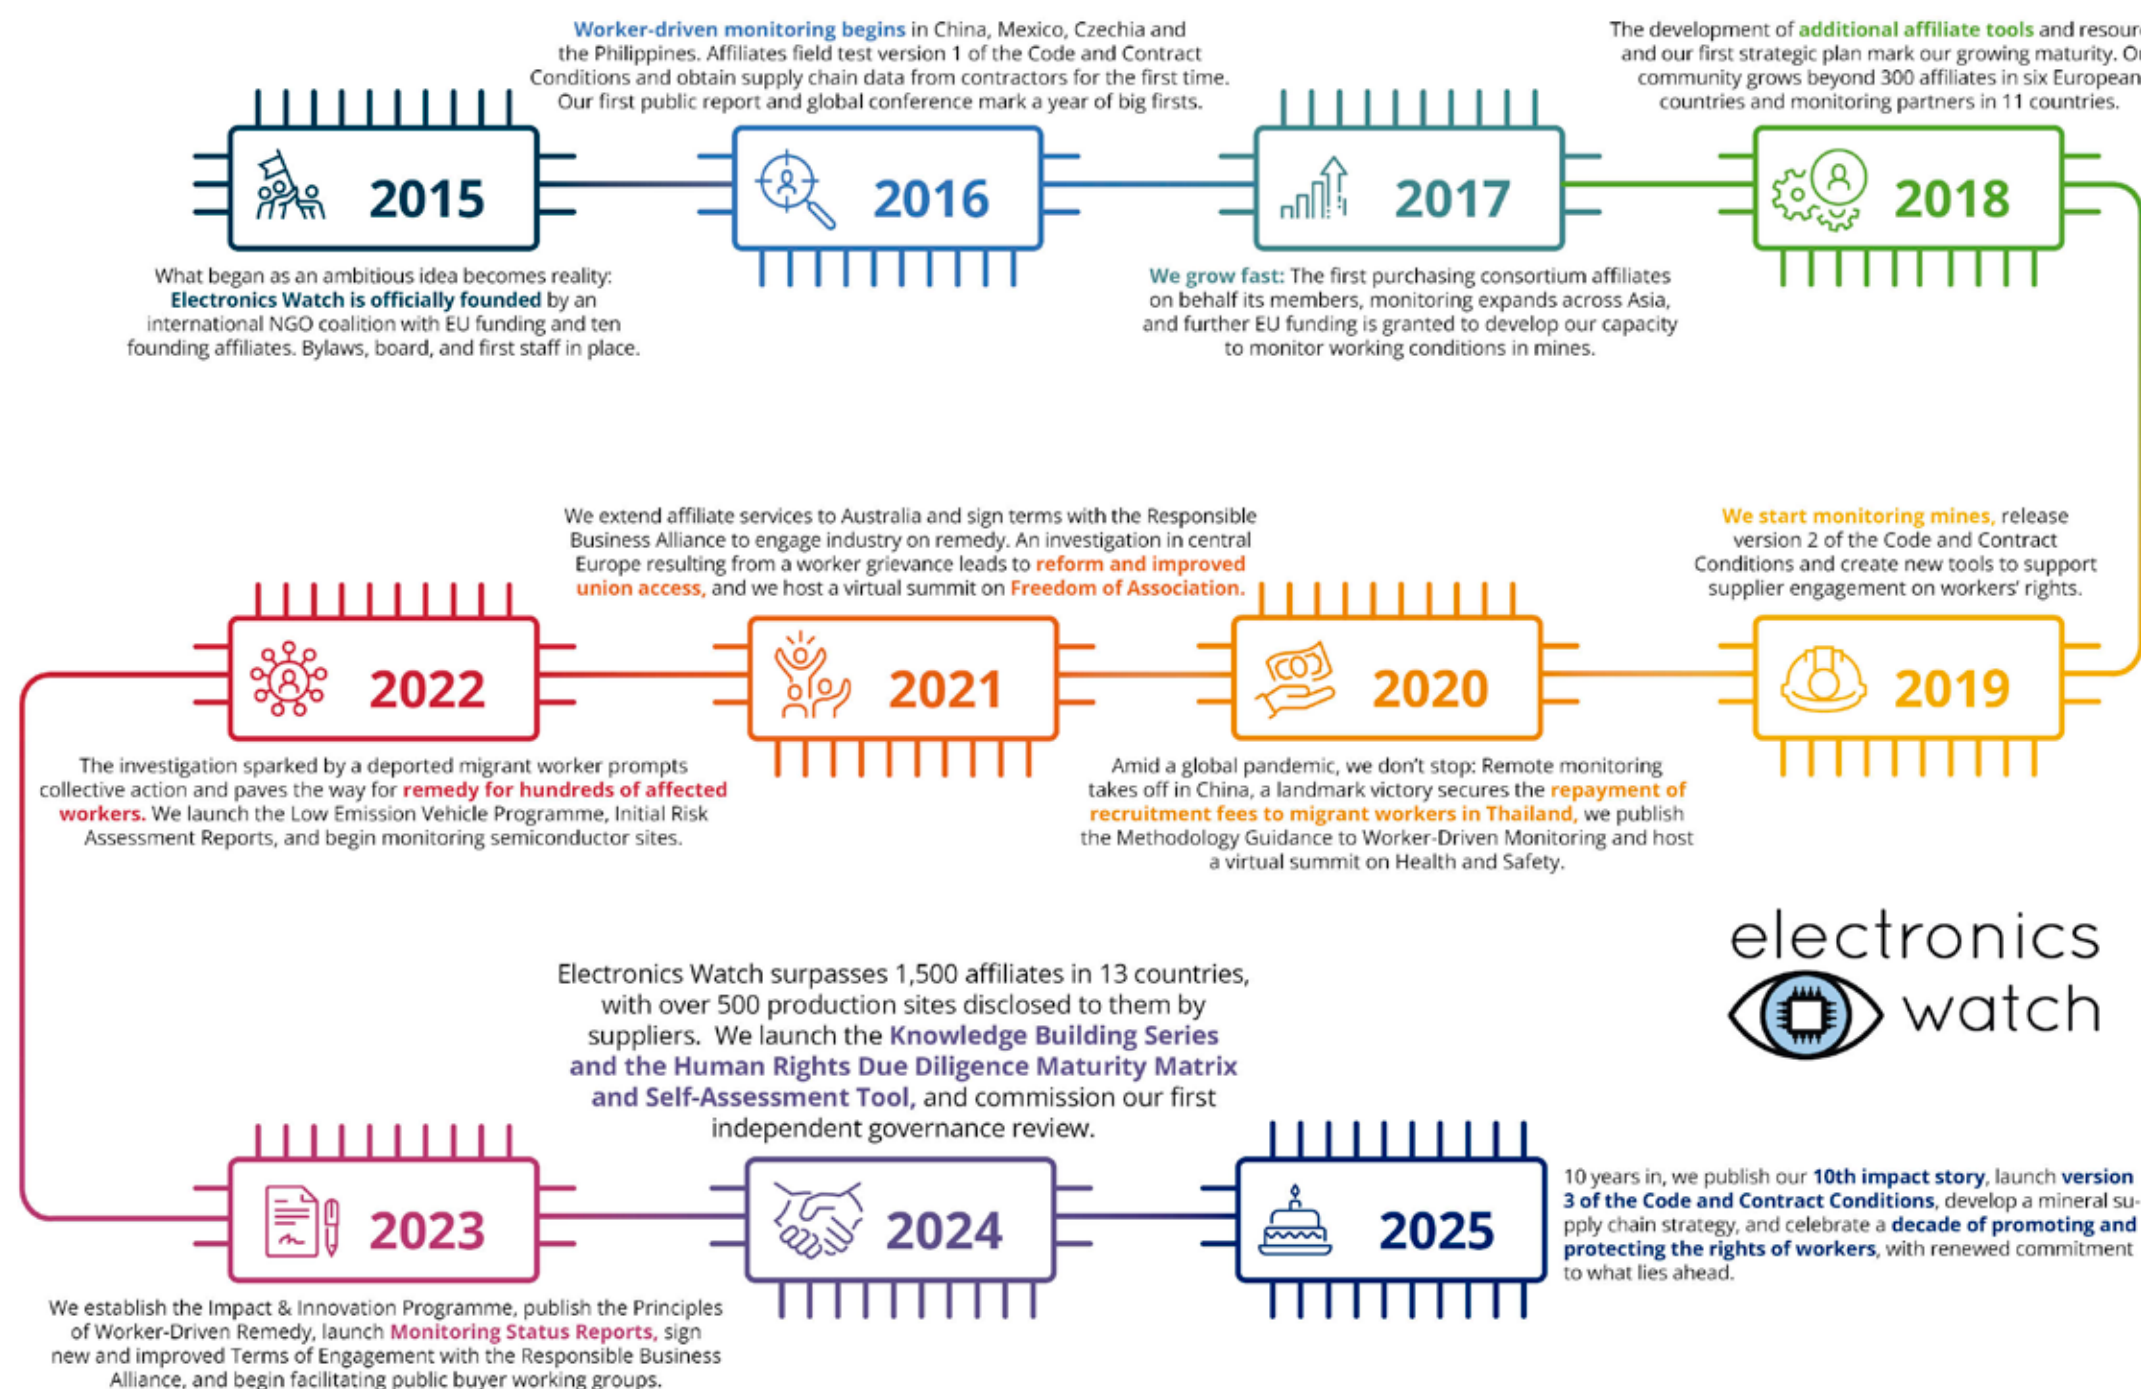 2015
What began as an ambitious idea becomes reality:
Electronics Watch is officially founded by an
international NGO coalition with EU funding and ten
founding affiliates. Bylaws, board, and first staff in place.
Worker-driven monitoring begins in China, Mexico, Czechia and
the Philippines. Affiliates field test version 1 of the Code and Contract
Conditions and obtain supply chain data from contractors for the first time.
Our first public report and global conference mark a year of big firsts.
2016
2017
We grow fast: The first purchasing consortium affiliates
on behalf its members, monitoring expands across Asia,
and further EU funding is granted to develop our capacity
to monitor working conditions in mines.
The development of additional affiliate tools and
and our first strategic plan mark our growing maturity.
community grows beyond 300 affiliates in six European
countries and monitoring partners in 11 countries.
2018
We start monitoring mines, release
version 2 of the Code and Contract
Conditions and create new tools to support
supplier engagement on workers' rights.
2019
2020
Amid a global pandemic, we don't stop: Remote monitoring
takes off in China, a landmark victory secures the repayment of
recruitment fees to migrant workers in Thailand, we publish
the Methodology Guidance to Worker-Driven Monitoring and host
a virtual summit on Health and Safety.
We extend affiliate services to Australia and sign terms with the Responsible
Business Alliance to engage industry on remedy. An investigation in central
Europe resulting from a worker grievance leads to reform and improved
union access, and we host a virtual summit on Freedom of Association.
2021
2022
The investigation sparked by a deported migrant worker prompts
collective action and paves the way for remedy for hundreds of affected
workers. We launch the Low Emission Vehicle Programme, Initial Risk
Assessment Reports, and begin monitoring semiconductor sites.
2023
We establish the Impact & Innovation Programme, publish the Principles
of Worker-Driven Remedy, launch Monitoring Status Reports, sign
new and improved Terms of Engagement with the Responsible Business
Alliance, and begin facilitating public buyer working groups.
Electronics Watch surpasses 1,500 affiliates in 13 countries,
with over 500 production sites disclosed to them by
suppliers. We launch the Knowledge Building Series
and the Human Rights Due Diligence Maturity Matrix
and Self-Assessment Tool, and commission our first
independent governance review.
2024
2025
10 years in, we publish our 10th impact story, launch version
3 of the Code and Contract Conditions, develop a mineral su-
pply chain strategy, and celebrate a decade of promoting and
protecting the rights of workers, with renewed commitment
to what lies ahead.
electronics
watch